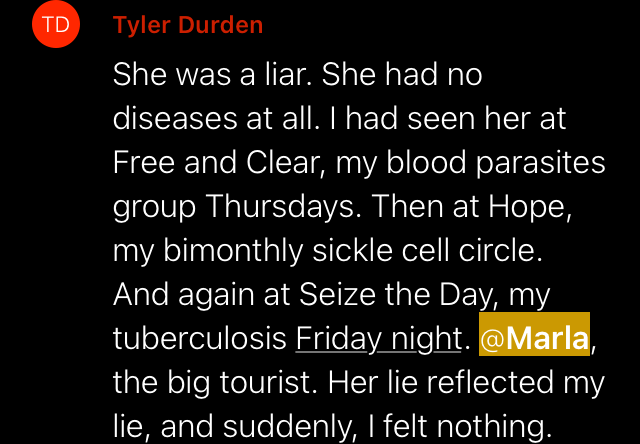 TD
Tyler Durden
She was a liar. She had no
diseases at all. I had seen her at
Free and Clear, my blood parasites
group Thursdays. Then at Hope,
my bimonthly sickle cell circle.
And again at Seize the Day, my
tuberculosis Friday night. @Marla,
the big tourist. Her lie reflected my
lie, and suddenly, I felt nothing.